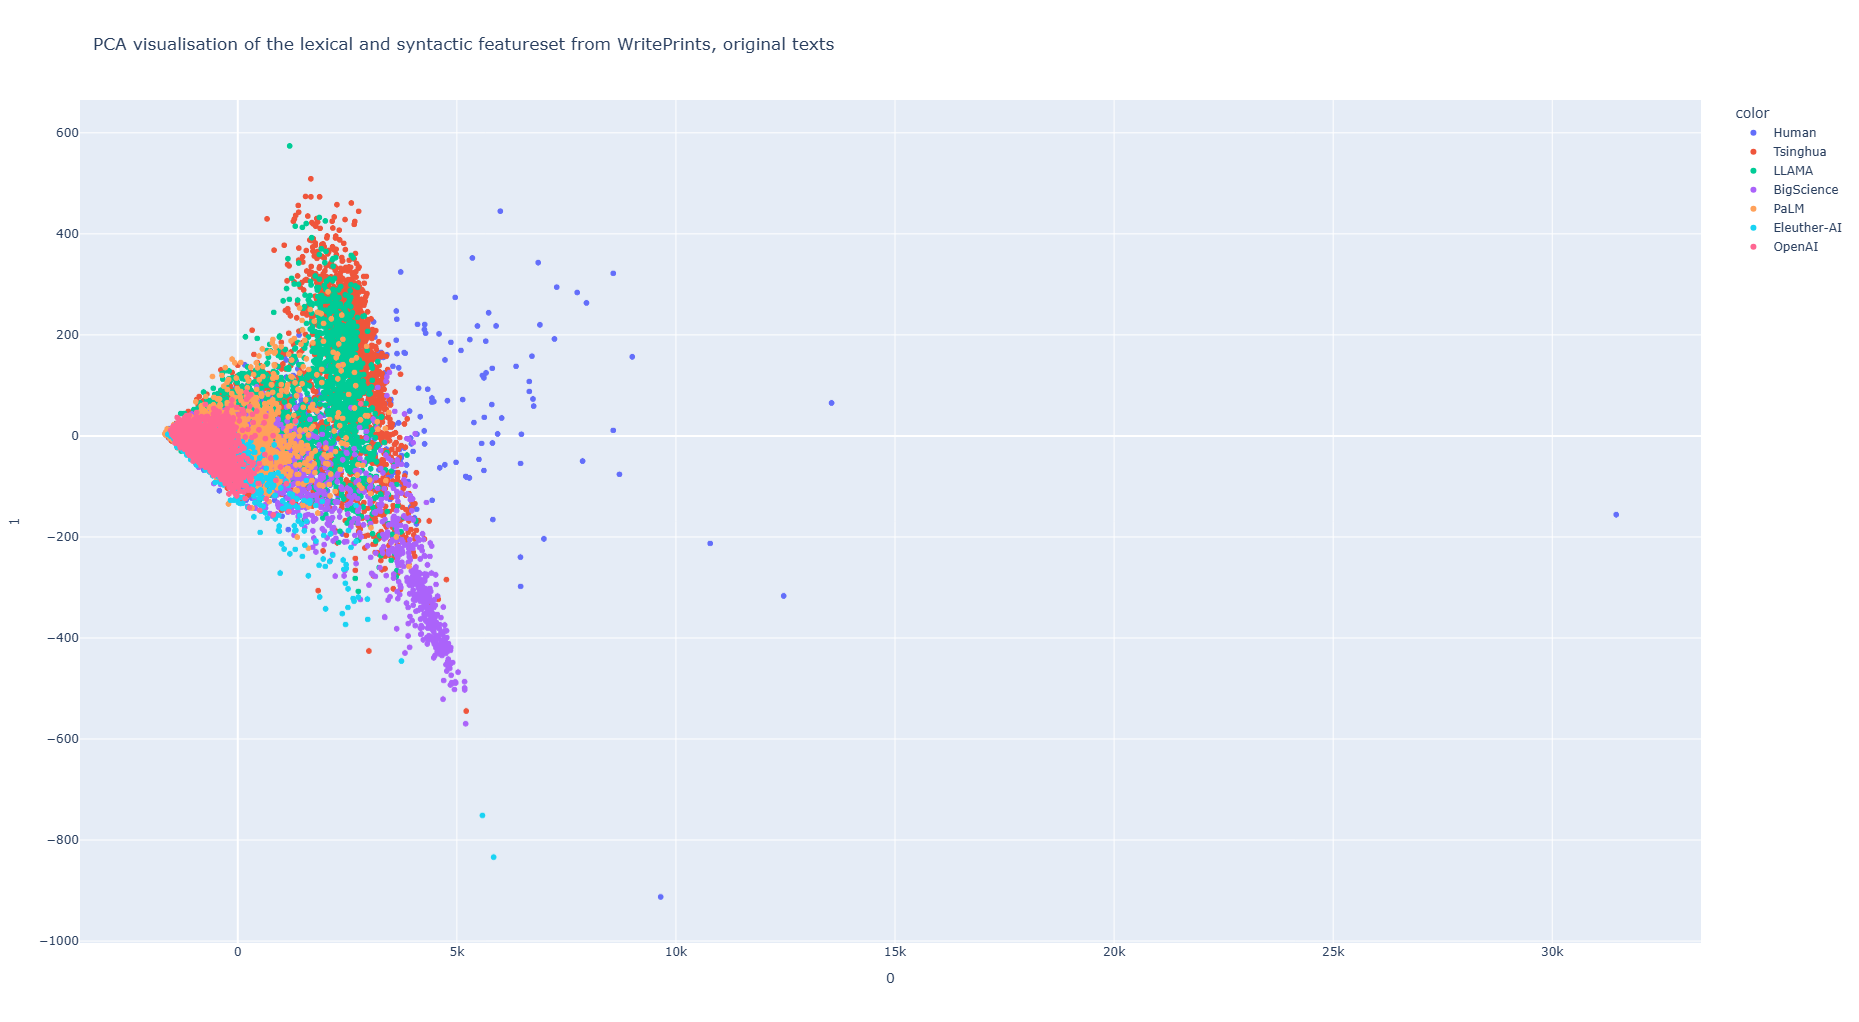 PCA visualisation of the lexical and syntactic featureset from WritePrints, original texts
color
Human
Tsinghua
LLAMA
BigScience
PaLM
Eleuther-AI
OpenAI
600
400
200
0
−200
−400
−600
−800
−1000
1
0
5k
10k
15k
20k
25k
30k
0